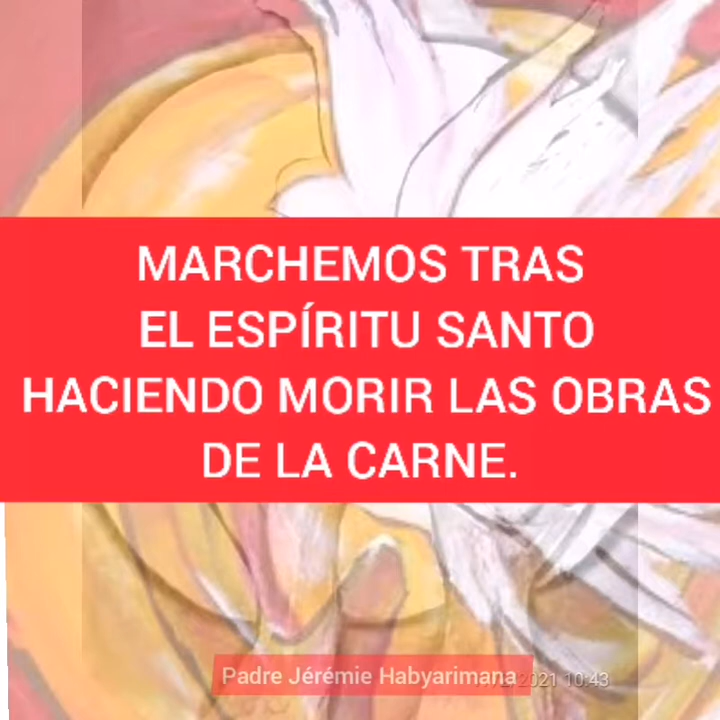 MARCHEMOS TRAS
EL ESPÍRITU SANTO
HACIENDO MORIR LAS OBRAS
DE LA CARNE.
Padre Jérémie Habyarimana 2021 10:43